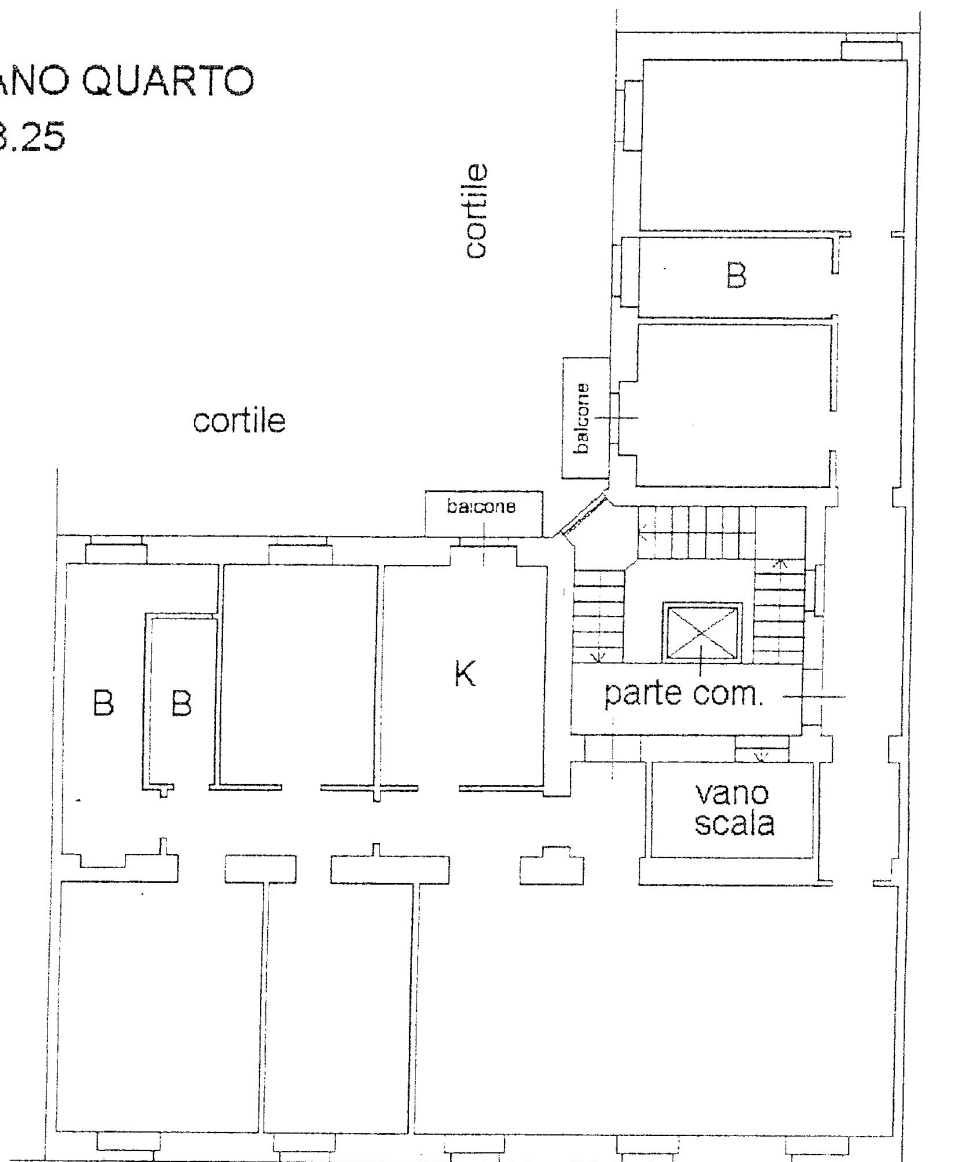 ANO QUARTO
3.25
cortile
B
balcone
cortile
balcone
K
B
B
parte com.
vano
scala